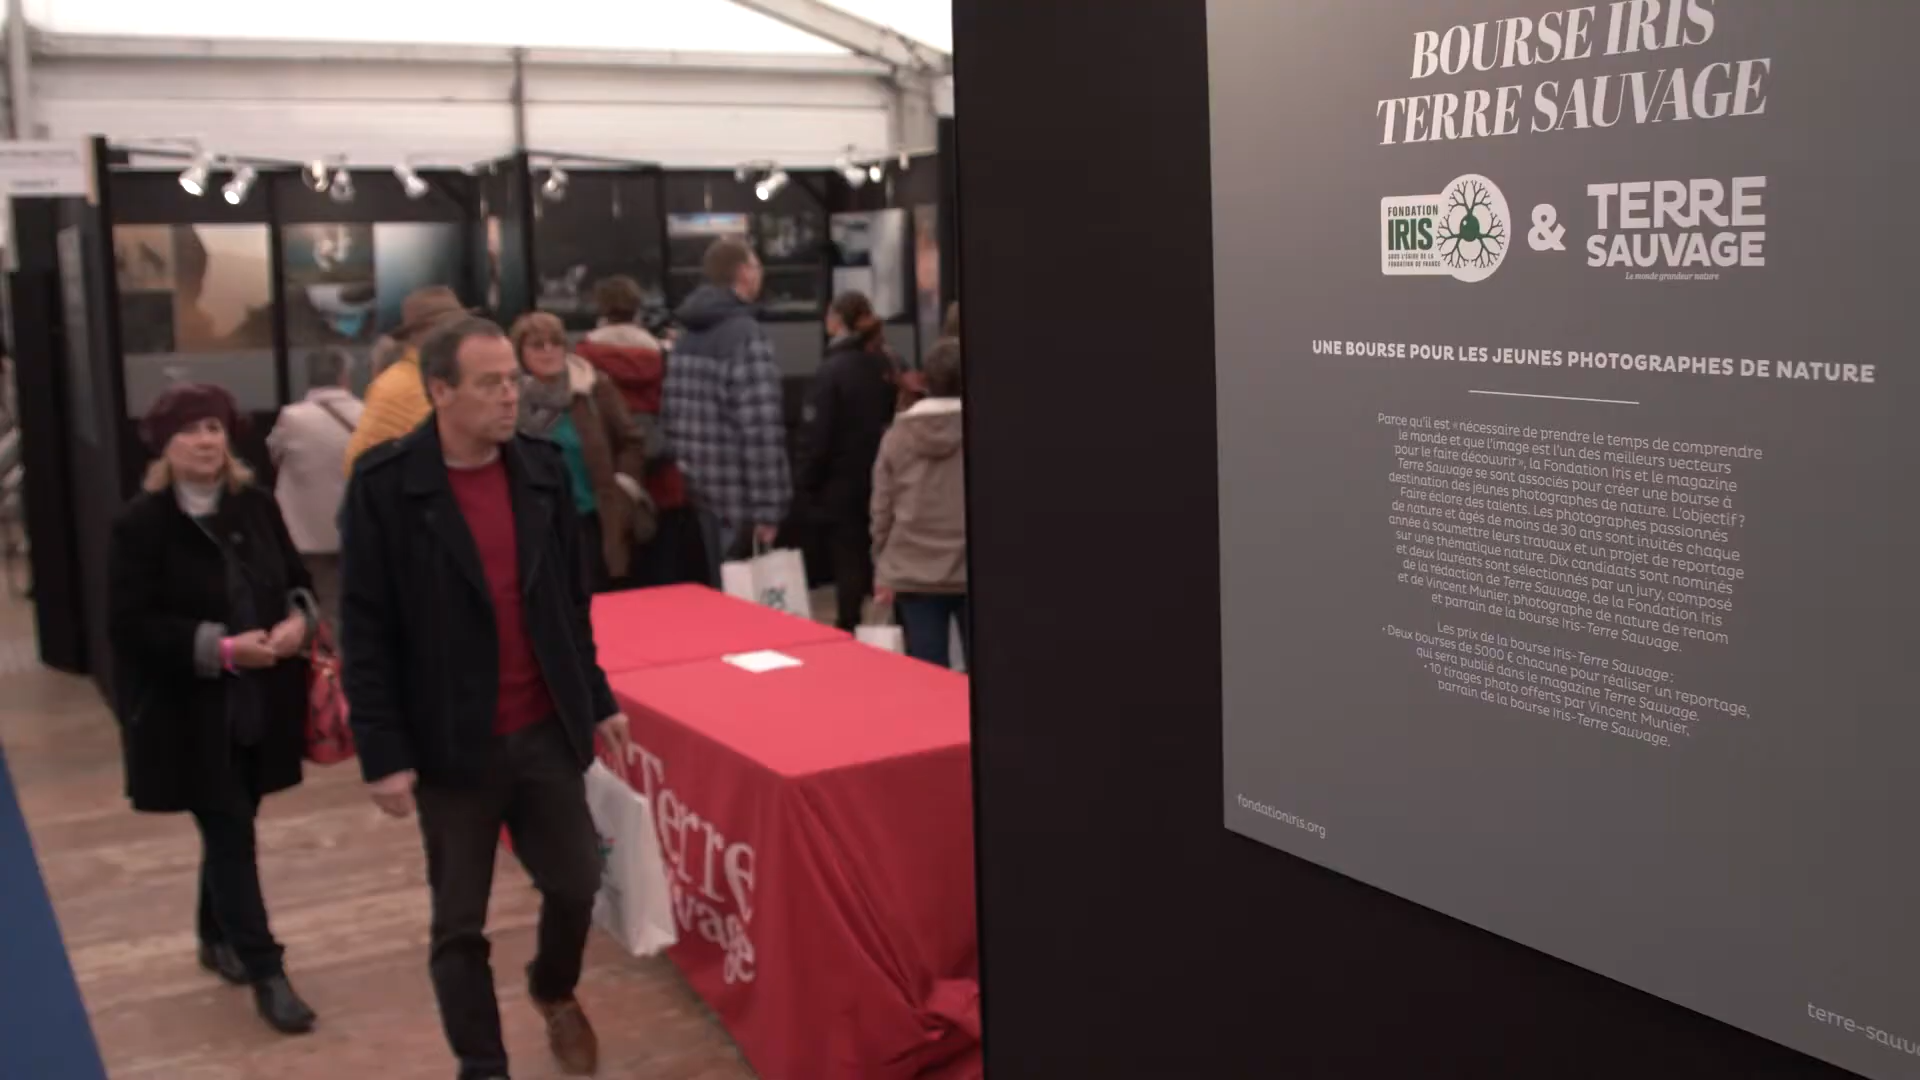 BOURSE IRIS
TERRE SAUVAGE
FONDATION
IRIS
SOUS L'ÉGIDE DE LA
FONDATION DE FRANCE
&
TERRE
SAUVAGE
Le monde grandeur nature
UNE BOURSE POUR LES JEUNES PHOTOGRAPHES DE NATURE
Parce qu'il est « nécessaire de prendre le temps de comprendre
le monde et que l'image est l'un des meilleurs vecteurs
pour le faire découvrir », la Fondation Iris et le magazine
Terre Sauvage se sont associés pour créer une bourse à
destination des jeunes photographes de nature. L'objectif ?
Faire éclore des talents. Les photographes passionnés
de nature et âgés de moins de 30 ans sont invités chaque
année à soumettre leurs travaux et un projet de reportage
sur une thématique nature. Dix candidats sont nominés
et deux lauréats sont sélectionnés par un jury, composé
de la rédaction de Terre Sauvage, de la Fondation Iris
et de Vincent Munier, photographe de nature de renom
et parrain de la bourse Iris-Terre Sauvage.
Les prix de la bourse Iris-Terre Sauvage :
• Deux bourses de 5000 € chacune pour réaliser un reportage,
qui sera publié dans le magazine Terre Sauvage.
• 10 tirages photo offerts par Vincent Munier,
parrain de la bourse Iris-Terre Sauvage.
fondationiris.org
terre-sauv
Terre
vage